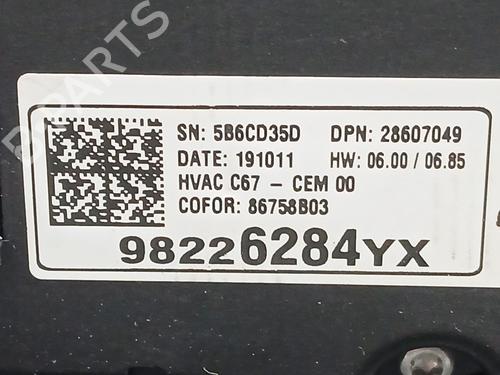 SN: 5B6CD35D DPN: 28607049
DATE: 191011 HW: 06.00 / 06.85
HVAC C67 - CEM 00
COFOR: 86758B03
98226284YX